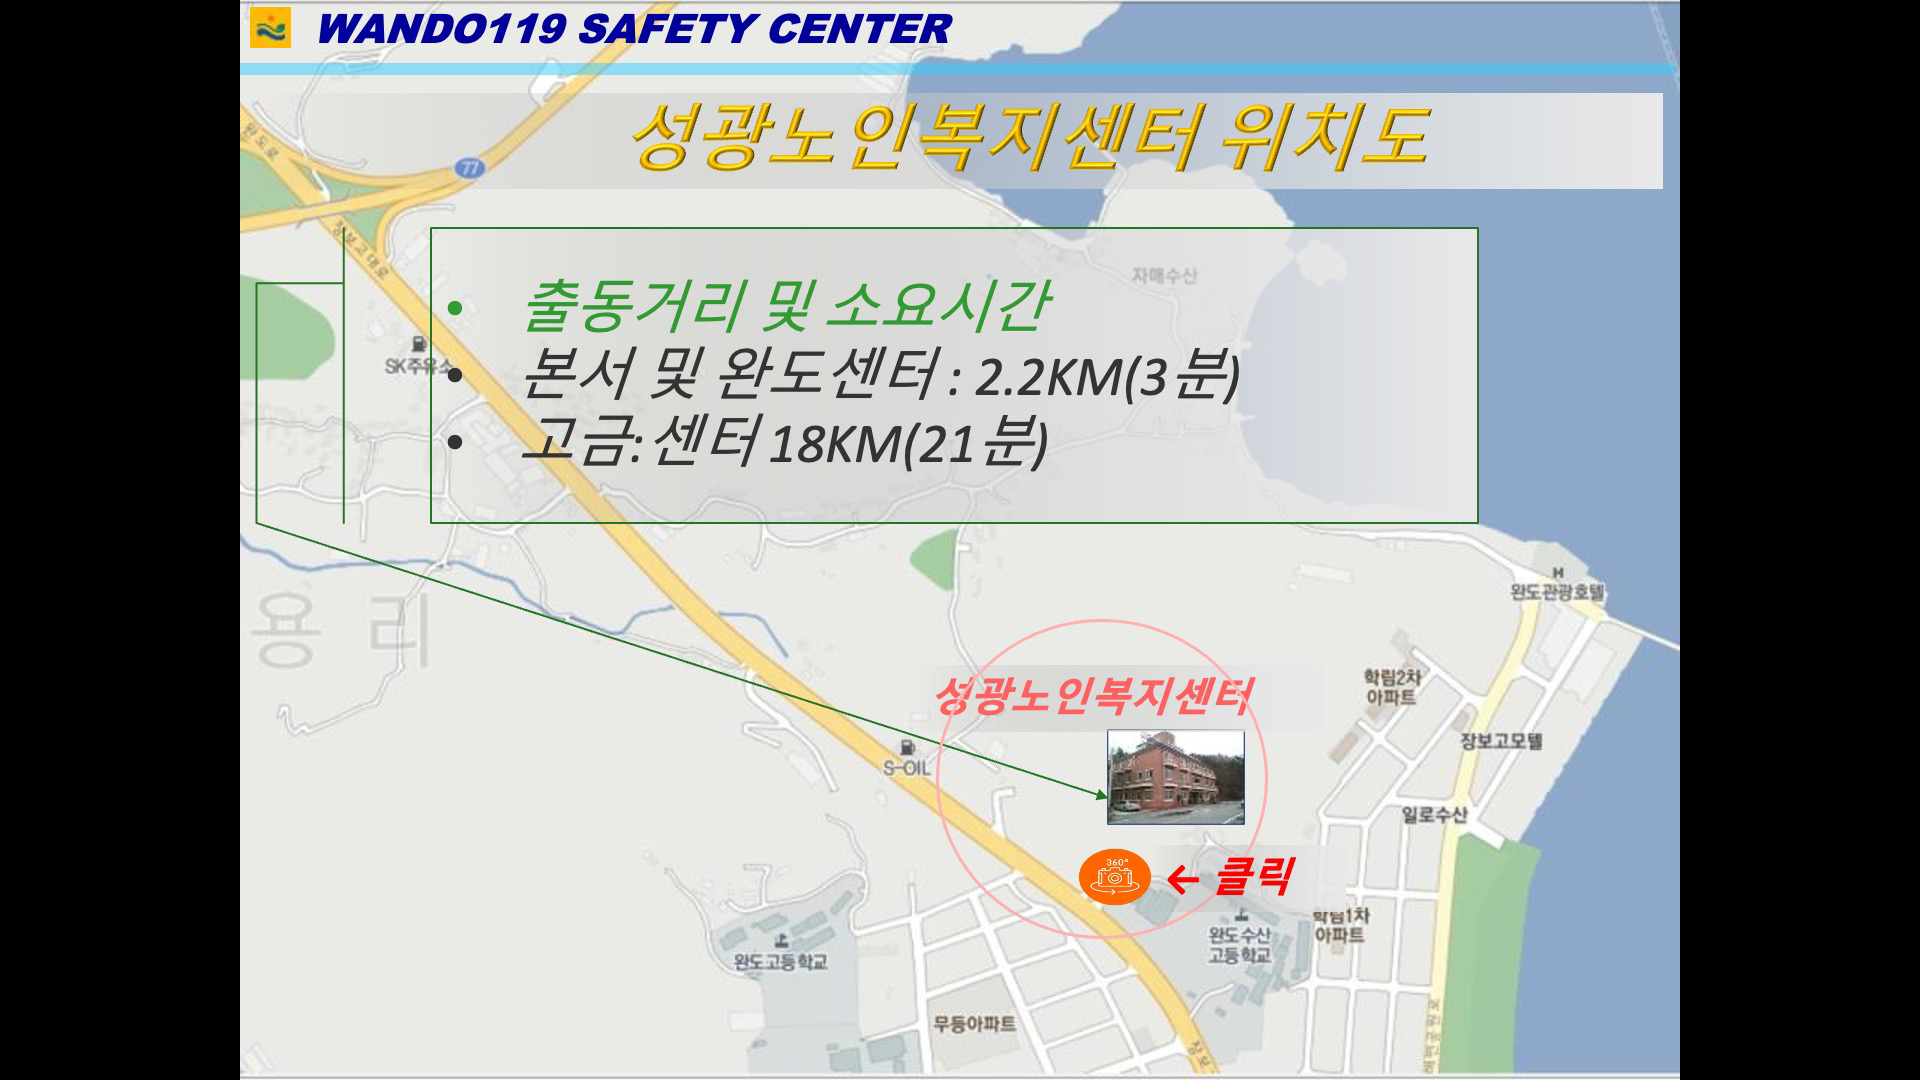 WANDO119 SAFETY CENTER
성광노인복지센터 위치도
완도로
77
장보고대로
자매수산
• 출동거리 및 소요시간
SK주유소
• 본서 및 완도센터 : 2.2KM(3분)
• 고금:센터 18KM(21분)
H
완도관광호텔
용 리
학림2차
아파트
성광노인복지센터
장보고모텔
S-OIL
일로수산
360°
← 클릭
학림1차
아파트
완도수산
고등학교
완도고등학교
무등아파트
장보